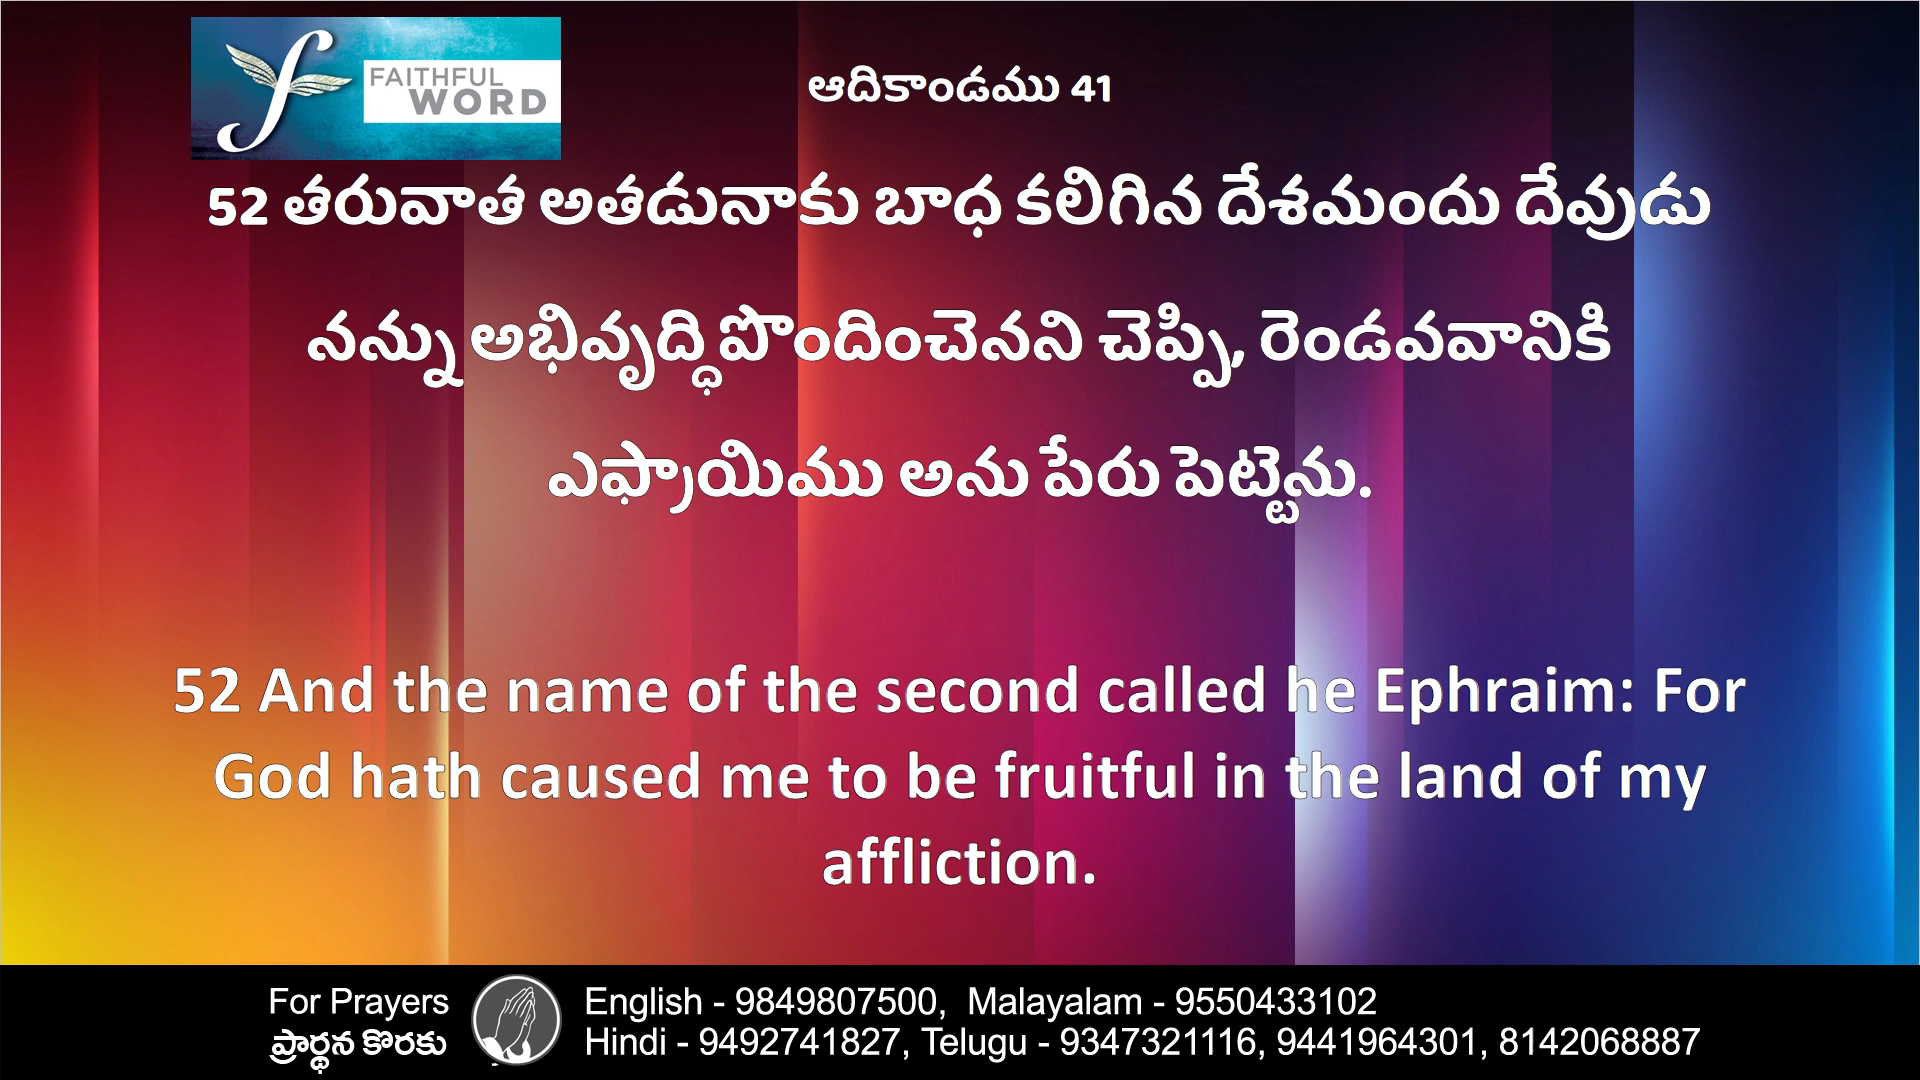 FAITHFUL
WORD
ఆదికాండము 41
52 తరువాత అతడునాకు బాధ కలిగిన దేశమందు దేవుడు
నన్ను అభివృద్ధి పొందించెనని చెప్పి, రెండవవానికి
ఎఫ్రాయిము అను పేరు పెట్టెను.
52 And the name of the second called he Ephraim: For
God hath caused me to be fruitful in the land of my
affliction.
For Prayers
ప్రార్థన కొరకు
English - 9849807500, Malayalam - 9550433102
Hindi - 9492741827, Telugu - 9347321116, 9441964301, 8142068887